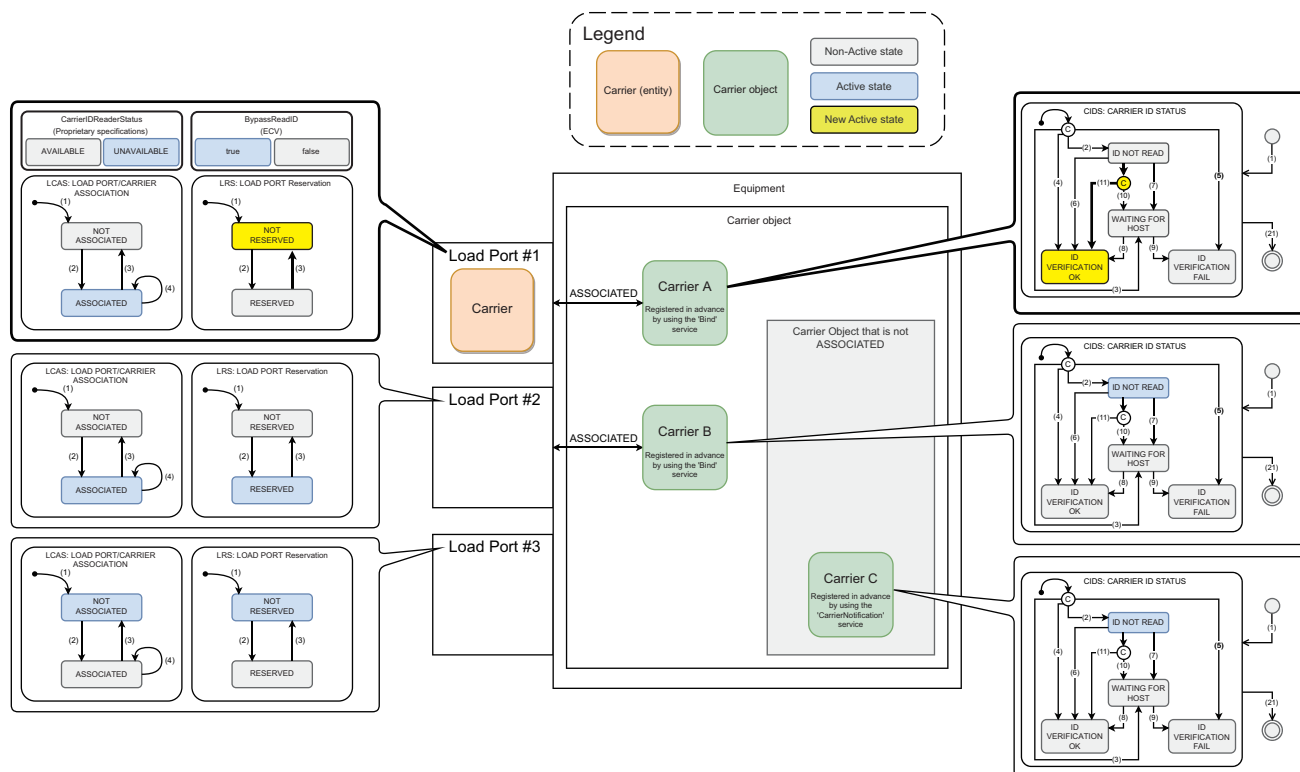 Legend
Carrier (entity)
Carrier object
Non-Active state
Active state
New Active state
CarrierIDReaderStatus
(Proprietary specifications)
AVAILABLE
UNAVAILABLE
BypassReadID
(ECV)
true
false
LCAS: LOAD PORT/CARRIER
ASSOCIATION
(1)
NOT
ASSOCIATED
(2)
(3)
(4)
ASSOCIATED
LRS: LOAD PORT Reservation
(1)
NOT
RESERVED
(2)
(3)
RESERVED
LCAS: LOAD PORT/CARRIER
ASSOCIATION
(1)
NOT
ASSOCIATED
(2)
(3)
(4)
ASSOCIATED
LRS: LOAD PORT Reservation
(1)
NOT
RESERVED
(2)
(3)
RESERVED
LCAS: LOAD PORT/CARRIER
ASSOCIATION
(1)
NOT
ASSOCIATED
(2)
(3)
(4)
ASSOCIATED
LRS: LOAD PORT Reservation
(1)
NOT
RESERVED
(2)
(3)
RESERVED
Equipment
Carrier object
Load Port #1
Carrier
ASSOCIATED
Carrier A
Registered in advance
by using the 'Bind'
service
Carrier Object that is not
ASSOCIATED
Load Port #2
ASSOCIATED
Carrier B
Registered in advance
by using the 'Bind'
service
Load Port #3
Carrier C
Registered in advance
by using the
'CarrierNotification'
service
CIDS: CARRIER ID STATUS
C
(2)
ID NOT READ
(1)
(4)
(5)
(11)
C
(7)
(10)
(6)
WAITING FOR
HOST
(21)
(8)
(9)
ID
VERIFICATION
OK
ID
VERIFICATION
FAIL
(3)
CIDS: CARRIER ID STATUS
C
(2)
ID NOT READ
(1)
(4)
(5)
(11)
C
(7)
(10)
(6)
WAITING FOR
HOST
(21)
(8)
(9)
ID
VERIFICATION
OK
ID
VERIFICATION
FAIL
(3)
CIDS: CARRIER ID STATUS
C
(2)
ID NOT READ
(1)
(4)
(5)
(11)
C
(7)
(10)
(6)
WAITING FOR
HOST
(21)
(8)
(9)
ID
VERIFICATION
OK
ID
VERIFICATION
FAIL
(3)